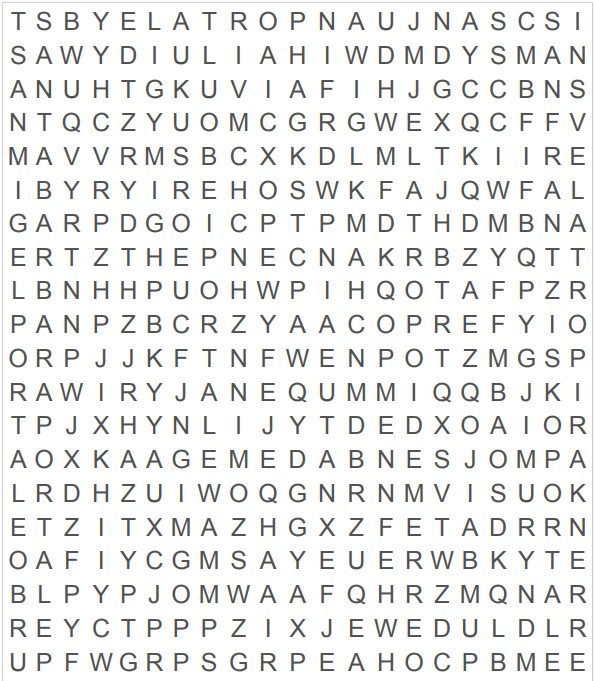 T S B Y E L A T R O P N A U J N A S C S I
S A W Y D I U L I A H I W D M D Y S M A N
A N U H T G K U V I A F I H J G C C B N S
N T Q C Z Y U O M C G R G W E X Q C F F V
M A V V R M S B C X K D L M L T K I I R E
I B Y R Y I R E H O S W K F A J Q W F A L
G A R P D G O I C P T P M D T H D M B N A
E R T Z T H E P N E C N A K R B Z Y Q T T
L B N H H P U O H W P I H Q O T A F P Z R
P A N P Z B C R Z Y A A C O P R E F Y I O
O R P J J K F T N F W E N P O T Z M G S P
R A W I R Y J A N E Q U M M I Q Q B J K I
T P J X H Y N L I J Y T D E D X O A I O R
A O X K A A G E M E D A B N E S J O M P A
L R D H Z U I W O Q G N R N M V I S U O K
E T Z I T X M A Z H G X Z F E T A D R R N
O A F I Y C G M S A Y E U E R W B K Y T E
B L P Y P J O M W A A F Q H R Z M Q N A R
R E Y C T P P P Z I X J E W E D U L D L R
U P F W G R P S G R P E A H O C P B M E E